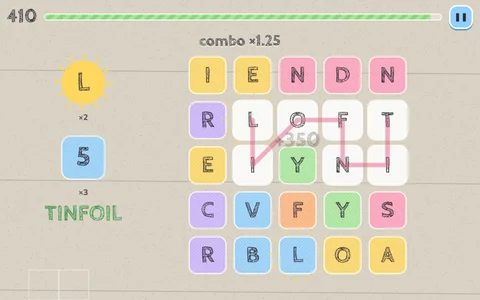 410
combo ×1.25
L
×2
5
×3
TINFOIL
I E N D N
R L O F T
+350
E I Y N I
C V F Y S
R B L O A